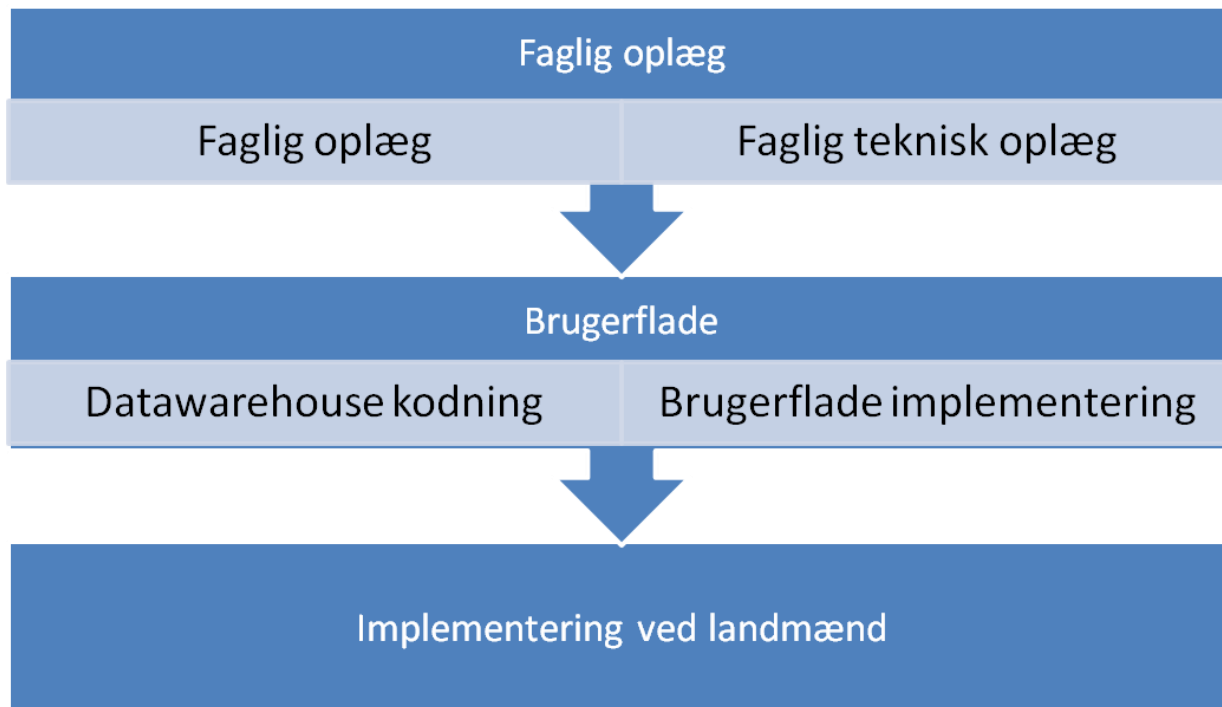 Faglig oplæg
Faglig oplæg
Faglig teknisk oplæg
Brugerflade
Datawarehouse kodning
Brugerflade implementering
Implementering ved landmænd